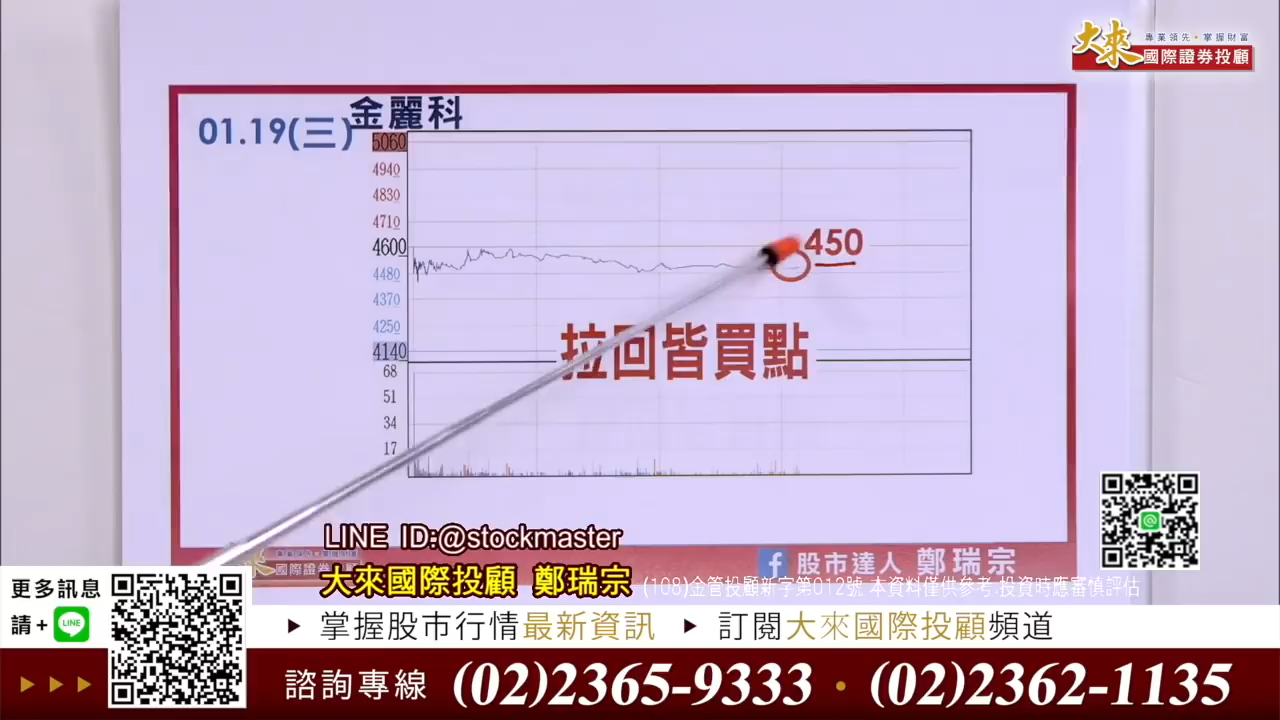 大來 專業領先·掌握財富
國際證券投顧
01.19(三)
金麗科
5060
4940
4830
4710
4600
4480
4370
4250
4140
68
51
34
17
450
拉回皆買點
國際證券
股市達人 鄭瑞宗
LINE ID:@stockmaster
大來國際投顧 鄭瑞宗
(108)金管投顧新字第012號 本資料僅供參考.投資時應審慎評估
更多訊息
請+ LINE
掌握股市行情最新資訊 訂閱大來國際投顧頻道
諮詢專線 (02)2365-9333 · (02)2362-1135